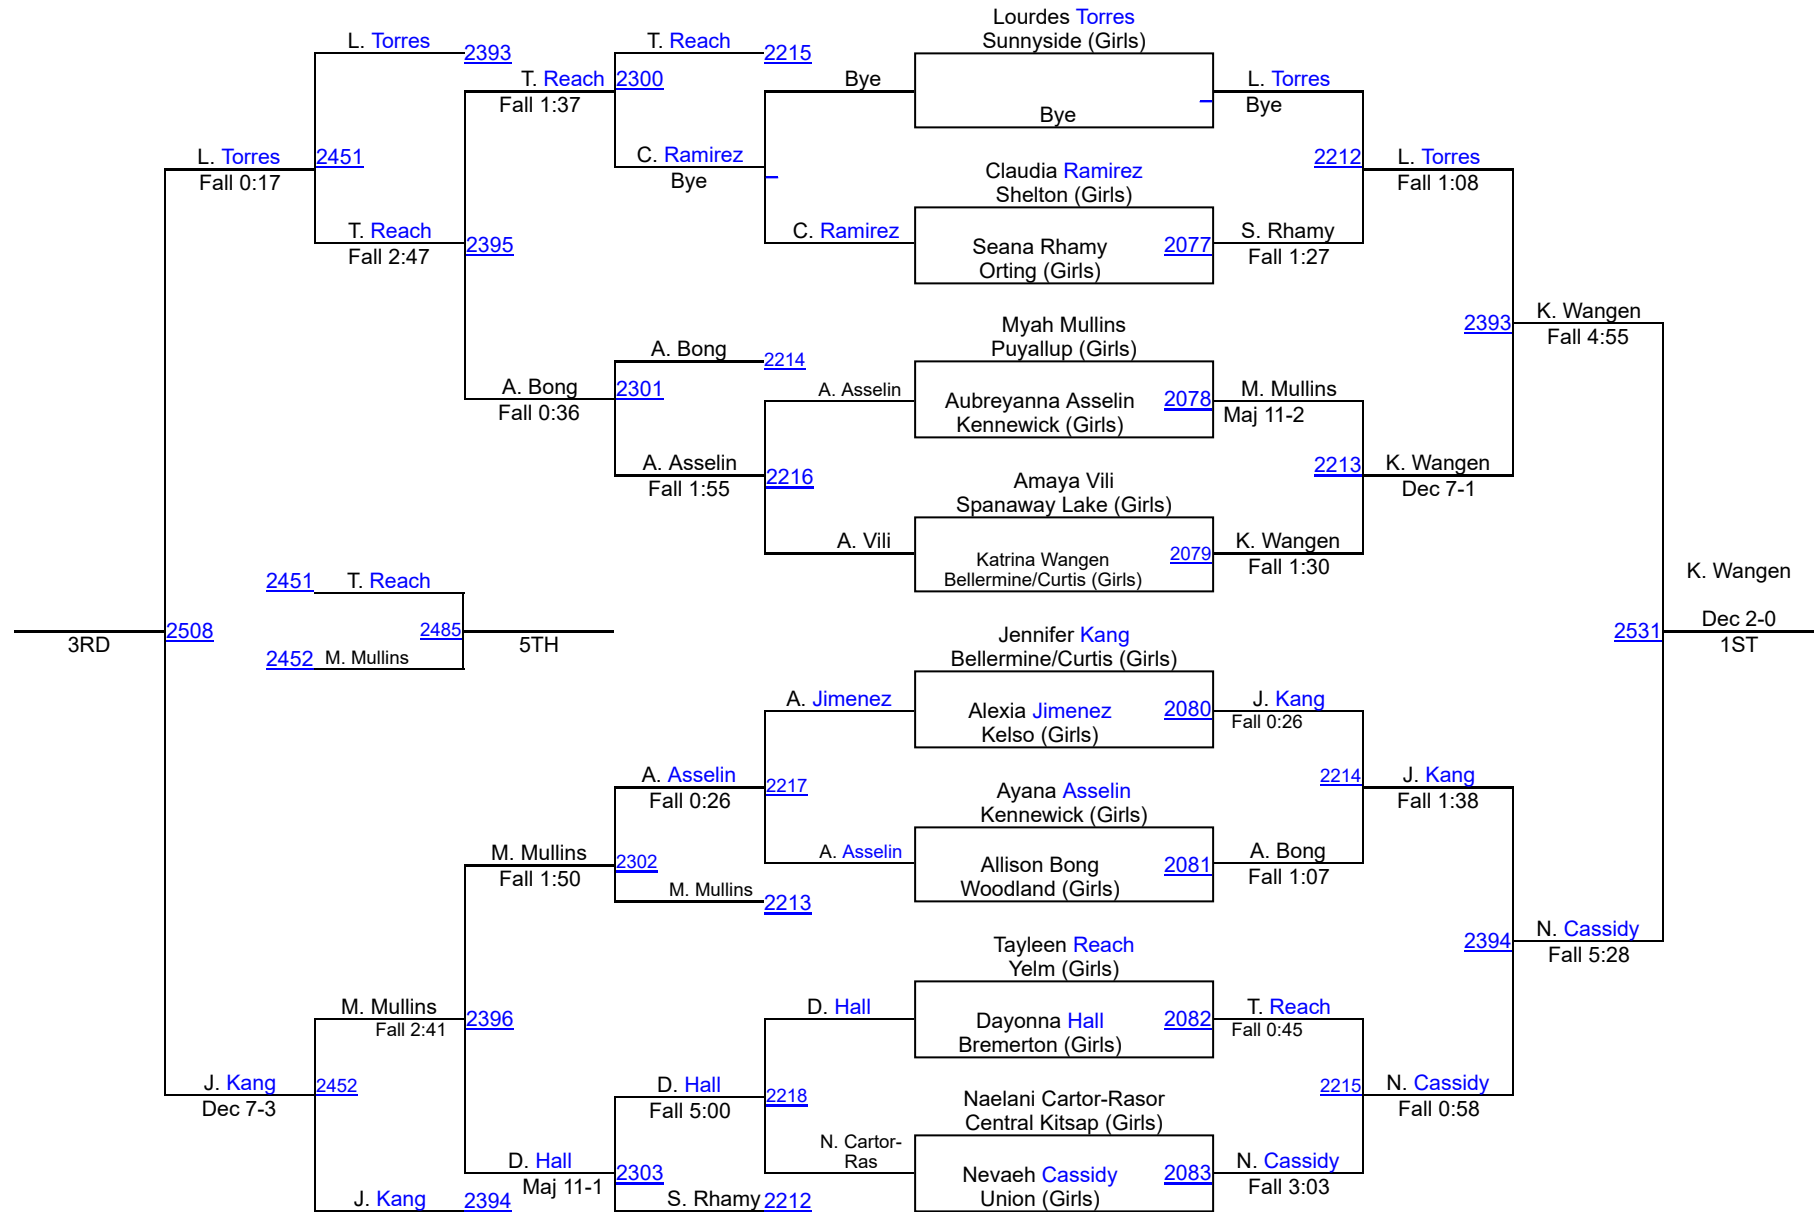 Lourdes Torres
Sunnyside (Girls)
L. Torres
2393
T. Reach
2215
T. Reach
2300
Fall 1:37
Bye
Bye
L. Torres
Bye
L. Torres
2451
Fall 0:17
C. Ramirez
Bye
Claudia Ramirez
Shelton (Girls)
2212
L. Torres
Fall 1:08
T. Reach
2395
Fall 2:47
C. Ramirez
Seana Rhamy
Orting (Girls)
2077
S. Rhamy
Fall 1:27
Myah Mullins
Puyallup (Girls)
2393
K. Wangen
Fall 4:55
A. Bong
2214
A. Bong
2301
Fall 0:36
A. Asselin
Aubreyanna Asselin
Kennewick (Girls)
2078
M. Mullins
Maj 11-2
A. Asselin
2216
Fall 1:55
Amaya Vili
Spanaway Lake (Girls)
2213
K. Wangen
Dec 7-1
A. Vili
Katrina Wangen
Bellermine/Curtis (Girls)
2079
K. Wangen
Fall 1:30
2451
T. Reach
K. Wangen
3RD
2508
2485
5TH
2452
M. Mullins
Jennifer Kang
Bellermine/Curtis (Girls)
2531
Dec 2-0
1ST
A. Jimenez
Alexia Jimenez
Kelso (Girls)
2080
J. Kang
Fall 0:26
A. Asselin
2217
Fall 0:26
Ayana Asselin
Kennewick (Girls)
2214
J. Kang
Fall 1:38
M. Mullins
2302
Fall 1:50
A. Asselin
Allison Bong
Woodland (Girls)
2081
A. Bong
Fall 1:07
M. Mullins
2213
Tayleen Reach
Yelm (Girls)
2394
N. Cassidy
Fall 5:28
M. Mullins
2396
Fall 2:41
D. Hall
Dayonna Hall
Bremerton (Girls)
2082
T. Reach
Fall 0:45
J. Kang
2452
Dec 7-3
D. Hall
2218
Fall 5:00
Naelani Cartor-Rasor
Central Kitsap (Girls)
2215
N. Cassidy
Fall 0:58
D. Hall
2303
Maj 11-1
N. Cartor-
Ras
Nevaeh Cassidy
Union (Girls)
2083
N. Cassidy
Fall 3:03
J. Kang
2394
S. Rhamy
2212